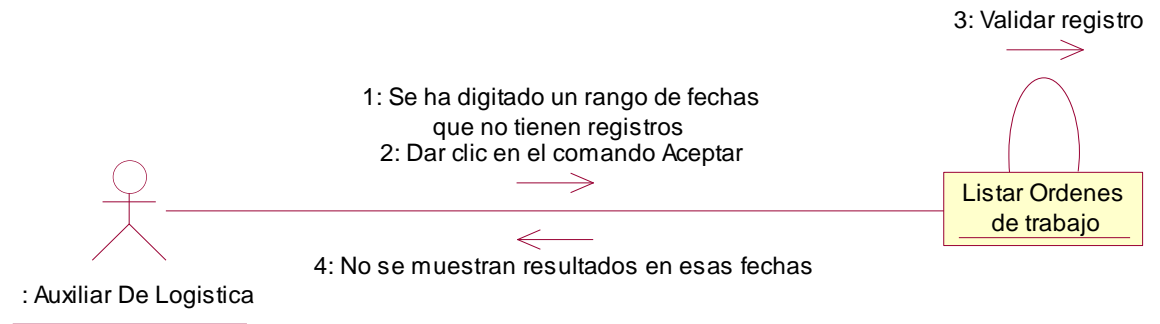 3: Validar registro
1: Se ha digitado un rango de fechas
que no tienen registros
2: Dar clic en el comando Aceptar
Listar Ordenes
de trabajo
4: No se muestran resultados en esas fechas
: Auxiliar De Logistica